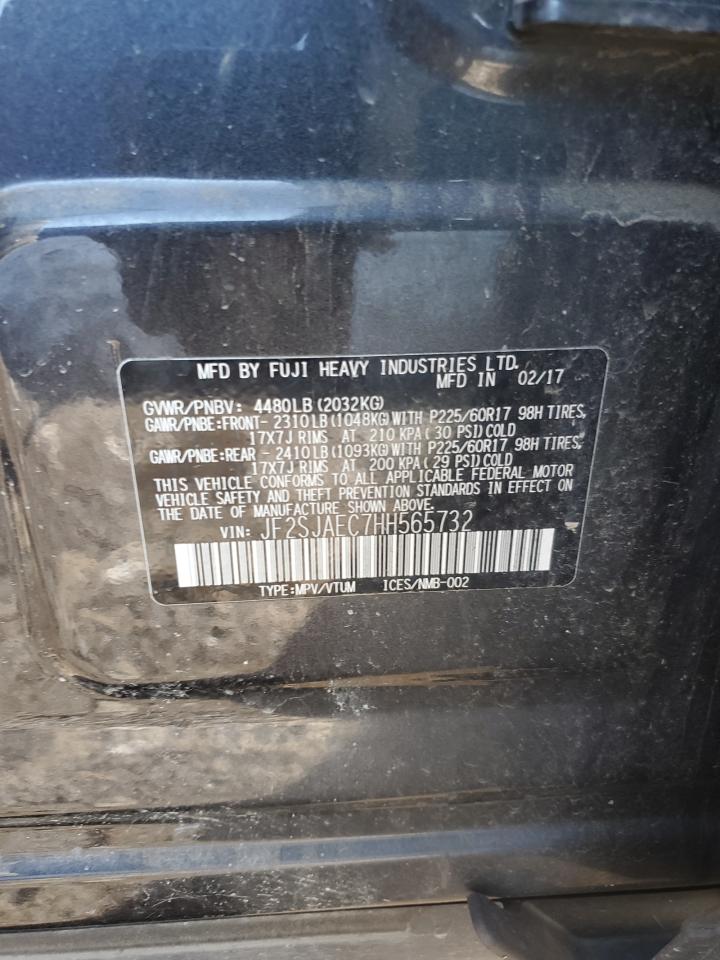 MFD BY FUJI HEAVY INDUSTRIES LTD.
MFD IN 02/17
GVWR/PNBV: 4480LB(2032KG)
GAWR/PNBE:FRONT- 2310LB(1048KG)WITH P225/60R17 98H TIRES,
17X7J RIMS AT 210 KPA( 30 PSI)COLD
GAWR/PNBE:REAR - 2410LB(1093KG)WITH P225/60R17 98H TIRES,
17X7J RIMS AT 200 KPA( 29 PSI)COLD
THIS VEHICLE CONFORMS TO ALL APPLICABLE FEDERAL MOTOR
VEHICLE SAFETY AND THEFT PREVENTION STANDARDS IN EFFECT ON
THE DATE OF MANUFACTURE SHOWN ABOVE.
VIN: JF2SJAEC7HH565732
TYPE:MPV/VTUM ICES/NMB-002